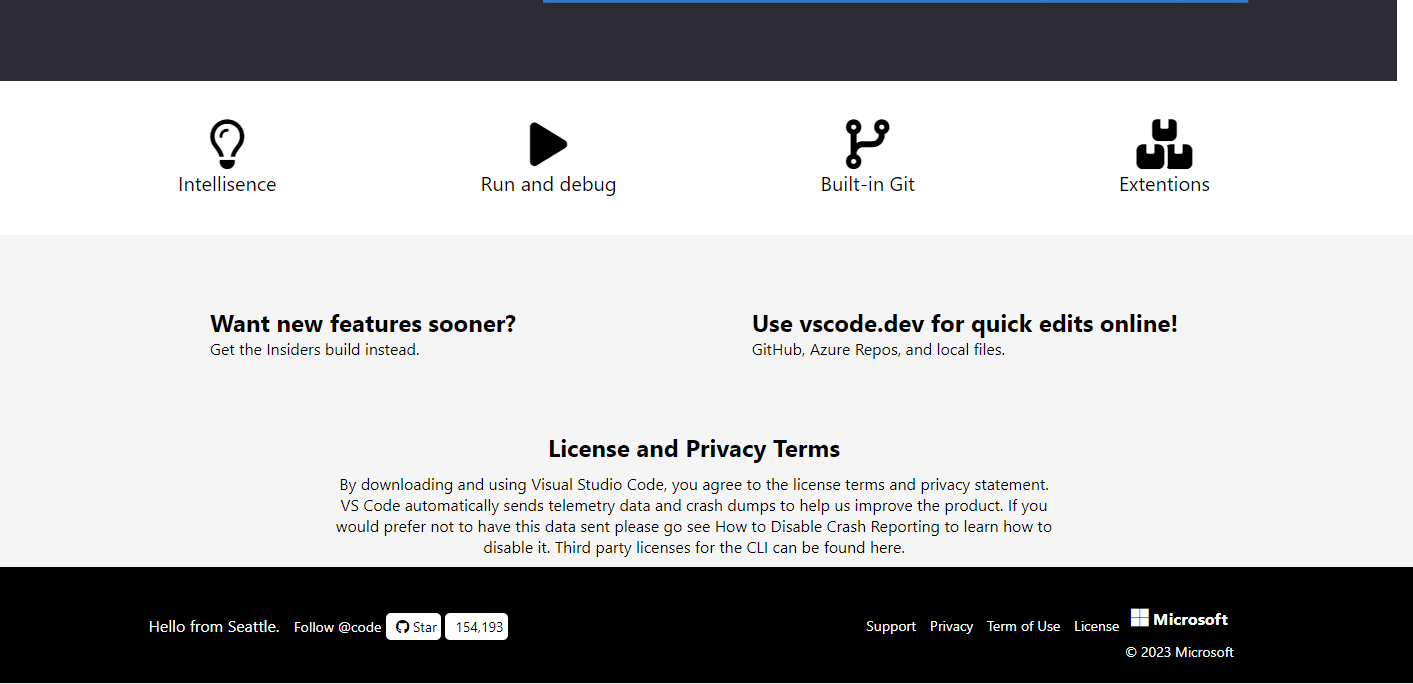 Intellisence
Run and debug
Built-in Git
Extentions
Want new features sooner?
Get the Insiders build instead.
Use vscode.dev for quick edits online!
GitHub, Azure Repos, and local files.
License and Privacy Terms
By downloading and using Visual Studio Code, you agree to the license terms and privacy statement.
VS Code automatically sends telemetry data and crash dumps to help us improve the product. If you
would prefer not to have this data sent please go see How to Disable Crash Reporting to learn how to
disable it. Third party licenses for the CLI can be found here.
Hello from Seattle.
Follow @code
Star
154,193
Support
Privacy
Term of Use
License
Microsoft
© 2023 Microsoft